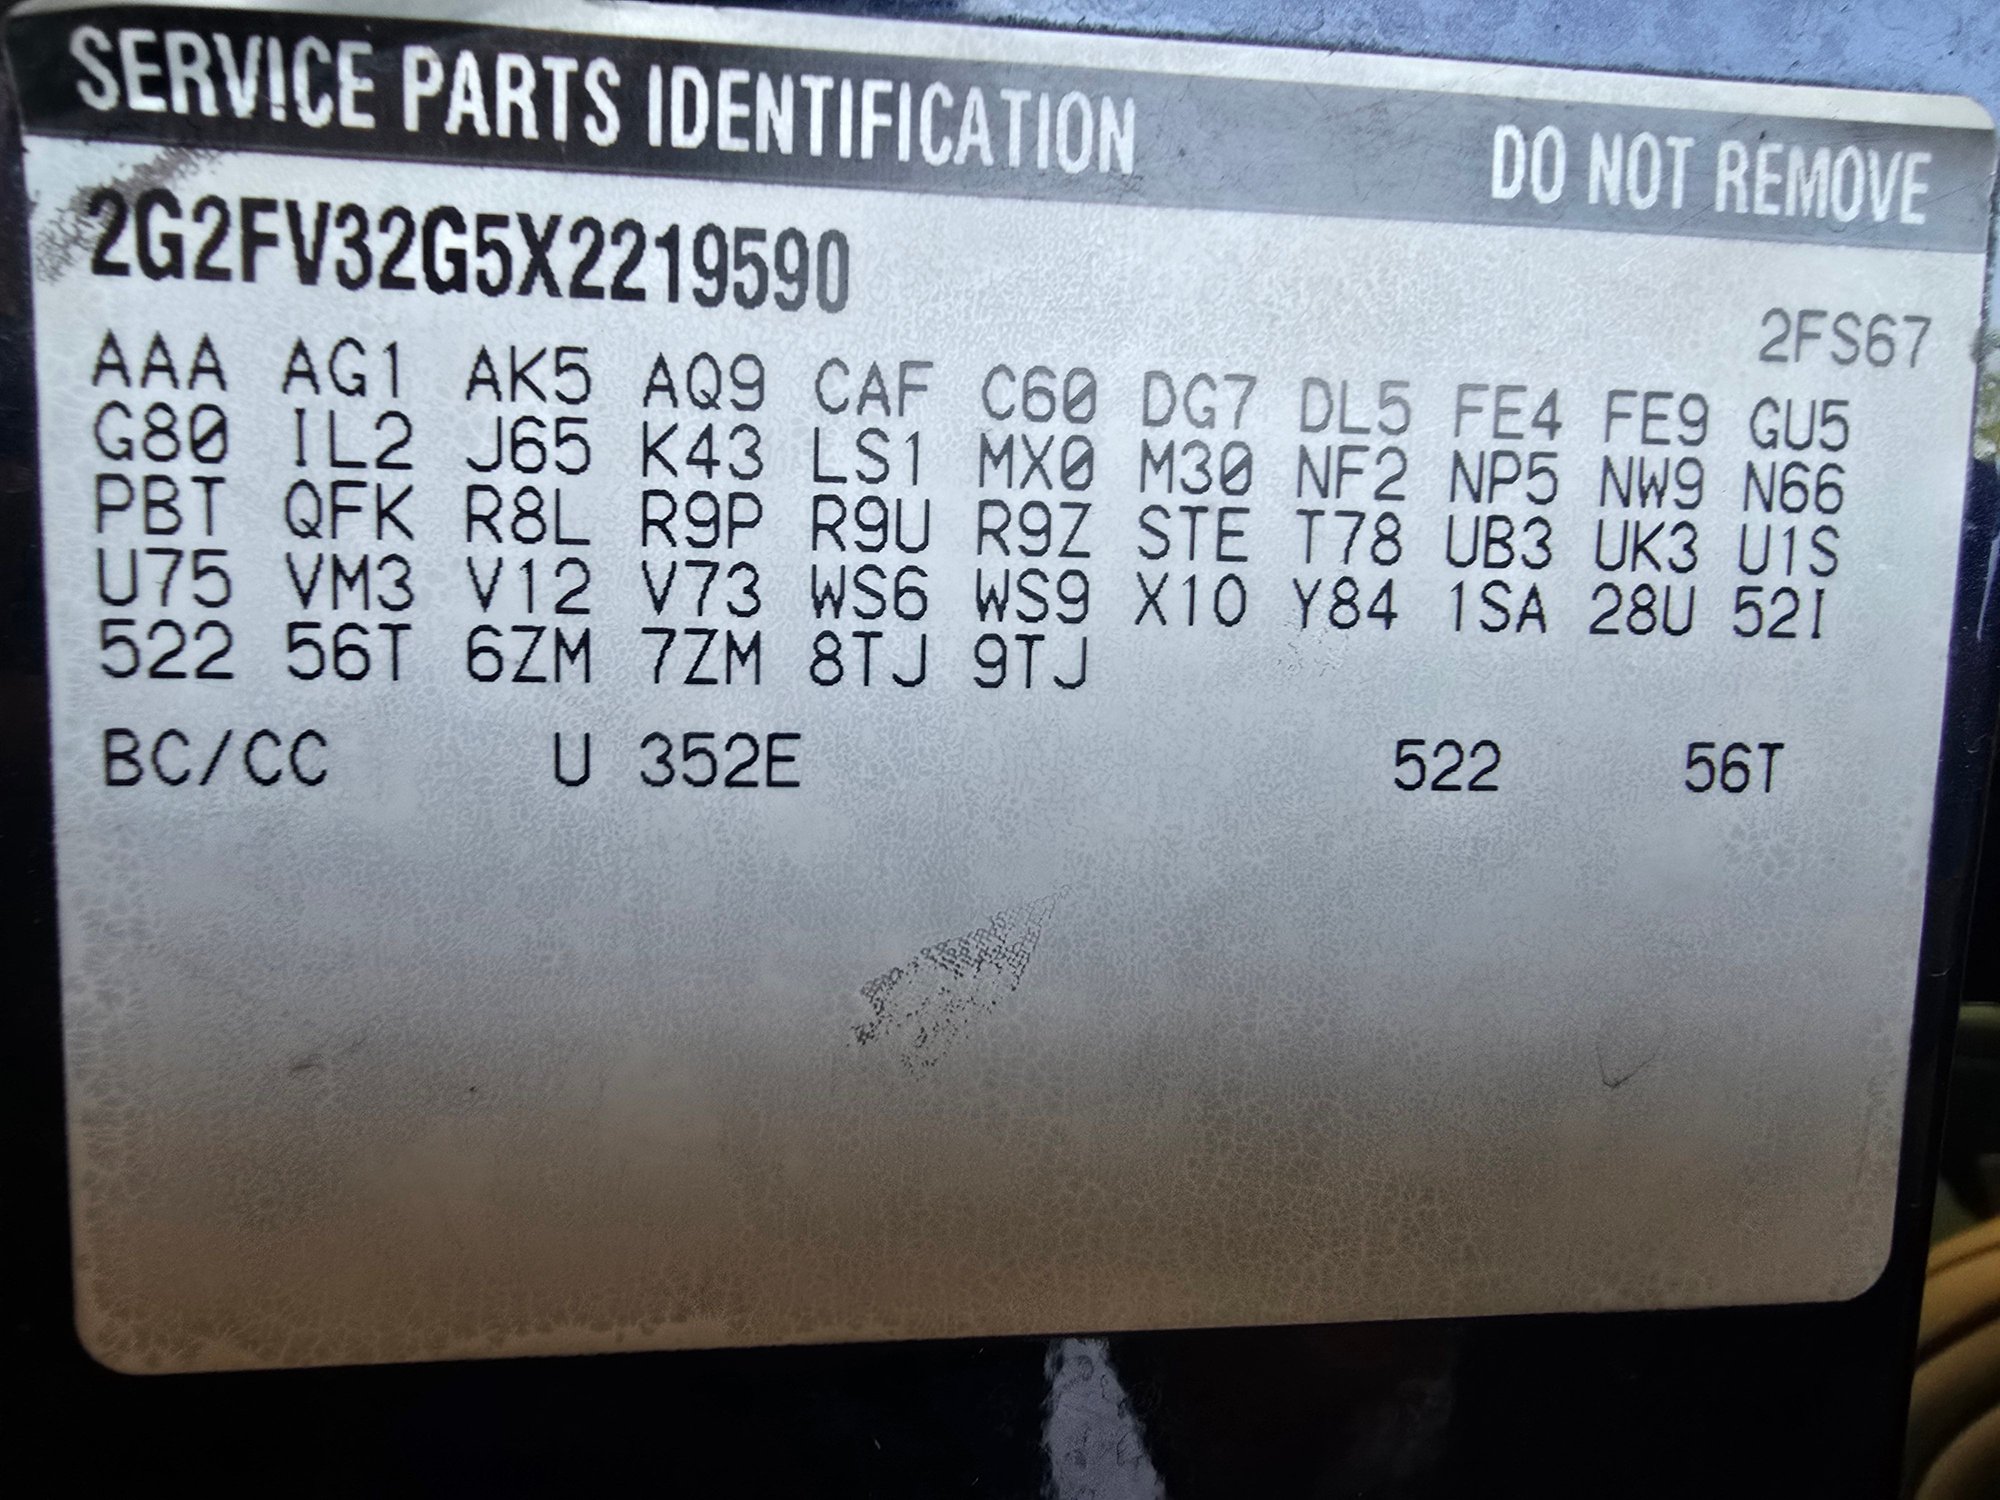 SERVICE PARTS IDENTIFICATION DO NOT REMOVE
2G2FV32G5X2219590
2FS67
AAA AG1 AK5 AQ9 CAF C60 DG7 DL5 FE4 FE9 GU5
G80 IL2 J65 K43 LS1 MX0 M30 NF2 NP5 NW9 N66
PBT QFK R8L R9P R9U R9Z STE T78 UB3 UK3 U1S
U75 VM3 V12 V73 WS6 WS9 X10 Y84 1SA 28U 52I
522 56T 6ZM 7ZM 8TJ 9TJ
BC/CC U 352E 522 56T